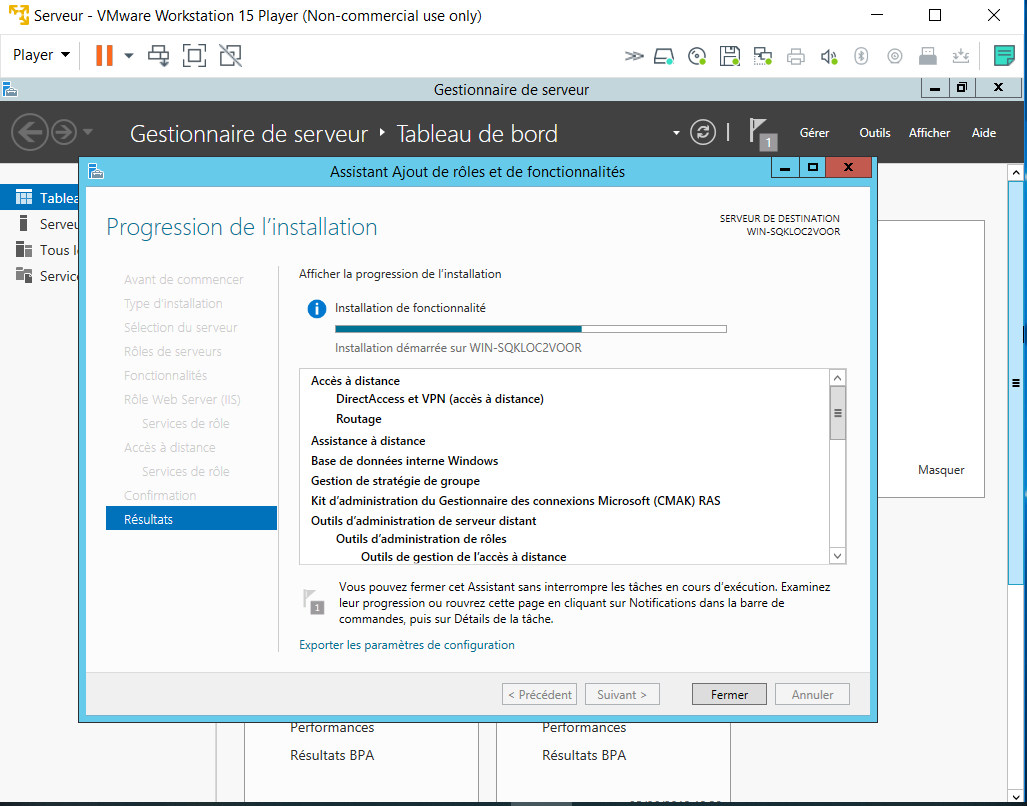 Serveur - VMware Workstation 15 Player (Non-commercial use only)
Player
Gestionnaire de serveur
Gestionnaire de serveur ‣ Tableau de bord
1
Gérer
Outils
Afficher
Aide
Assistant Ajout de rôles et de fonctionnalités
Tablea
Serveu
Tous l
Service
Progression de l'installation
SERVEUR DE DESTINATION
WIN-SQKLOC2VOOR
Avant de commencer
Type d'installation
Sélection du serveur
Rôles de serveurs
Fonctionnalités
Rôle Web Server (IIS)
Services de rôle
Accès à distance
Services de rôle
Confirmation
Résultats
Afficher la progression de l'installation
Installation de fonctionnalité
Installation démarrée sur WIN-SQKLOC2VOOR
Accès à distance
DirectAccess et VPN (accès à distance)
Routage
Assistance à distance
Base de données interne Windows
Gestion de stratégie de groupe
Kit d'administration du Gestionnaire des connexions Microsoft (CMAK) RAS
Outils d'administration de serveur distant
Outils d'administration de rôles
Outils de gestion de l'accès à distance
1
Vous pouvez fermer cet Assistant sans interrompre les tâches en cours d'exécution. Examinez
leur progression ou rouvrez cette page en cliquant sur Notifications dans la barre de
commandes, puis sur Détails de la tâche.
Exporter les paramètres de configuration
< Précédent
Suivant >
Fermer
Annuler
Masquer
Performances
Résultats BPA
Performances
Résultats BPA